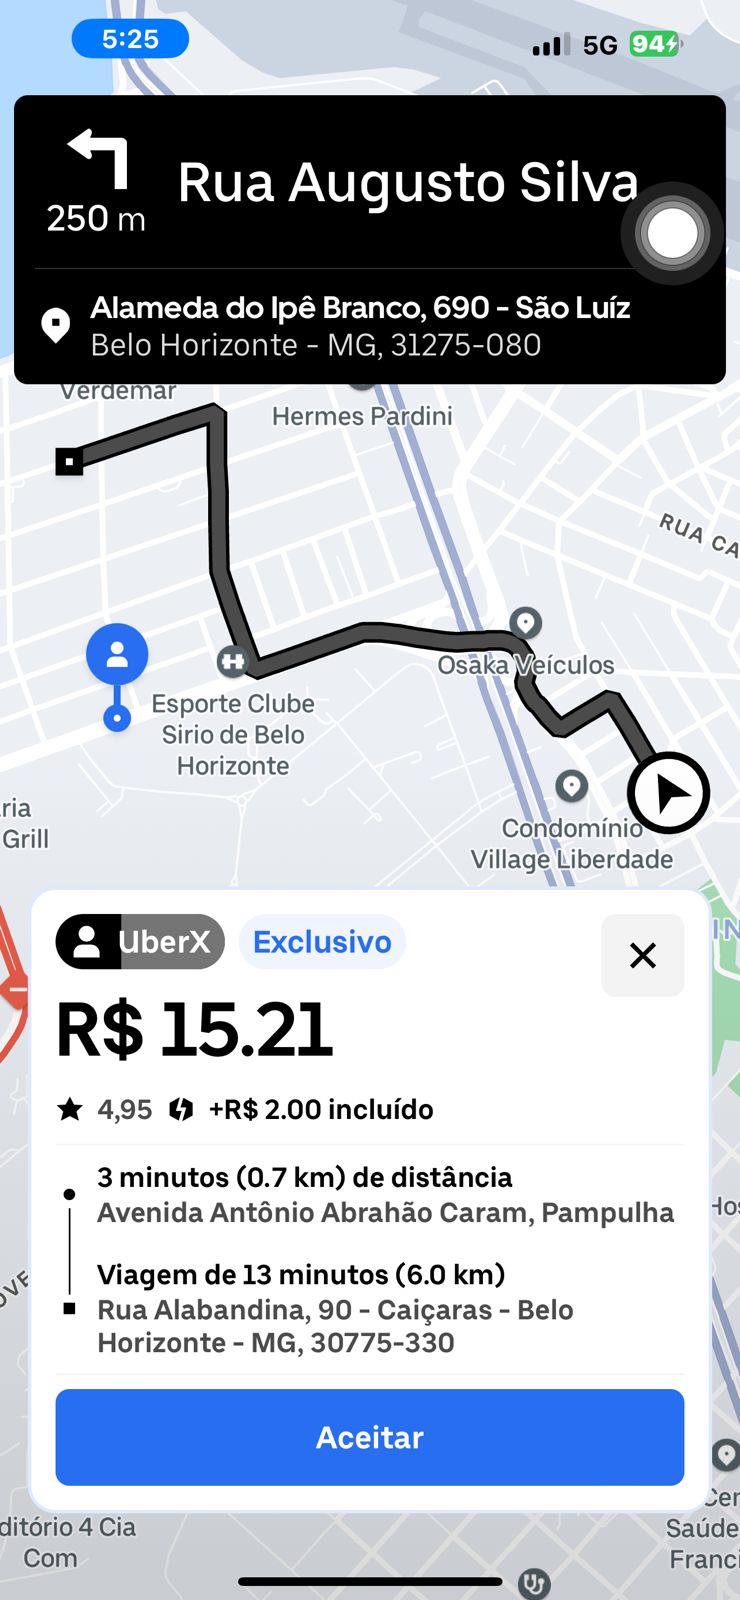 5:25
5G 94
Rua Augusto Silva
250 m
Alameda do Ipê Branco, 690 - São Luíz
Belo Horizonte - MG, 31275-080
Verdemar
Hermes Pardini
RUA CA
Osaka Veículos
Esporte Clube
Sirio de Belo
Horizonte
ria
Grill
Condomínio
Village Liberdade
IN
UberX Exclusivo
R$ 15.21
4,95 +R$ 2.00 incluído
3 minutos (0.7 km) de distância
Avenida Antônio Abrahão Caram, Pampulha
Hos
Viagem de 13 minutos (6.0 km)
OVE
Rua Alabandina, 90 - Caiçaras - Belo
Horizonte - MG, 30775-330
Aceitar
Cen
ditório 4 Cia
Com
Saúde
Franci